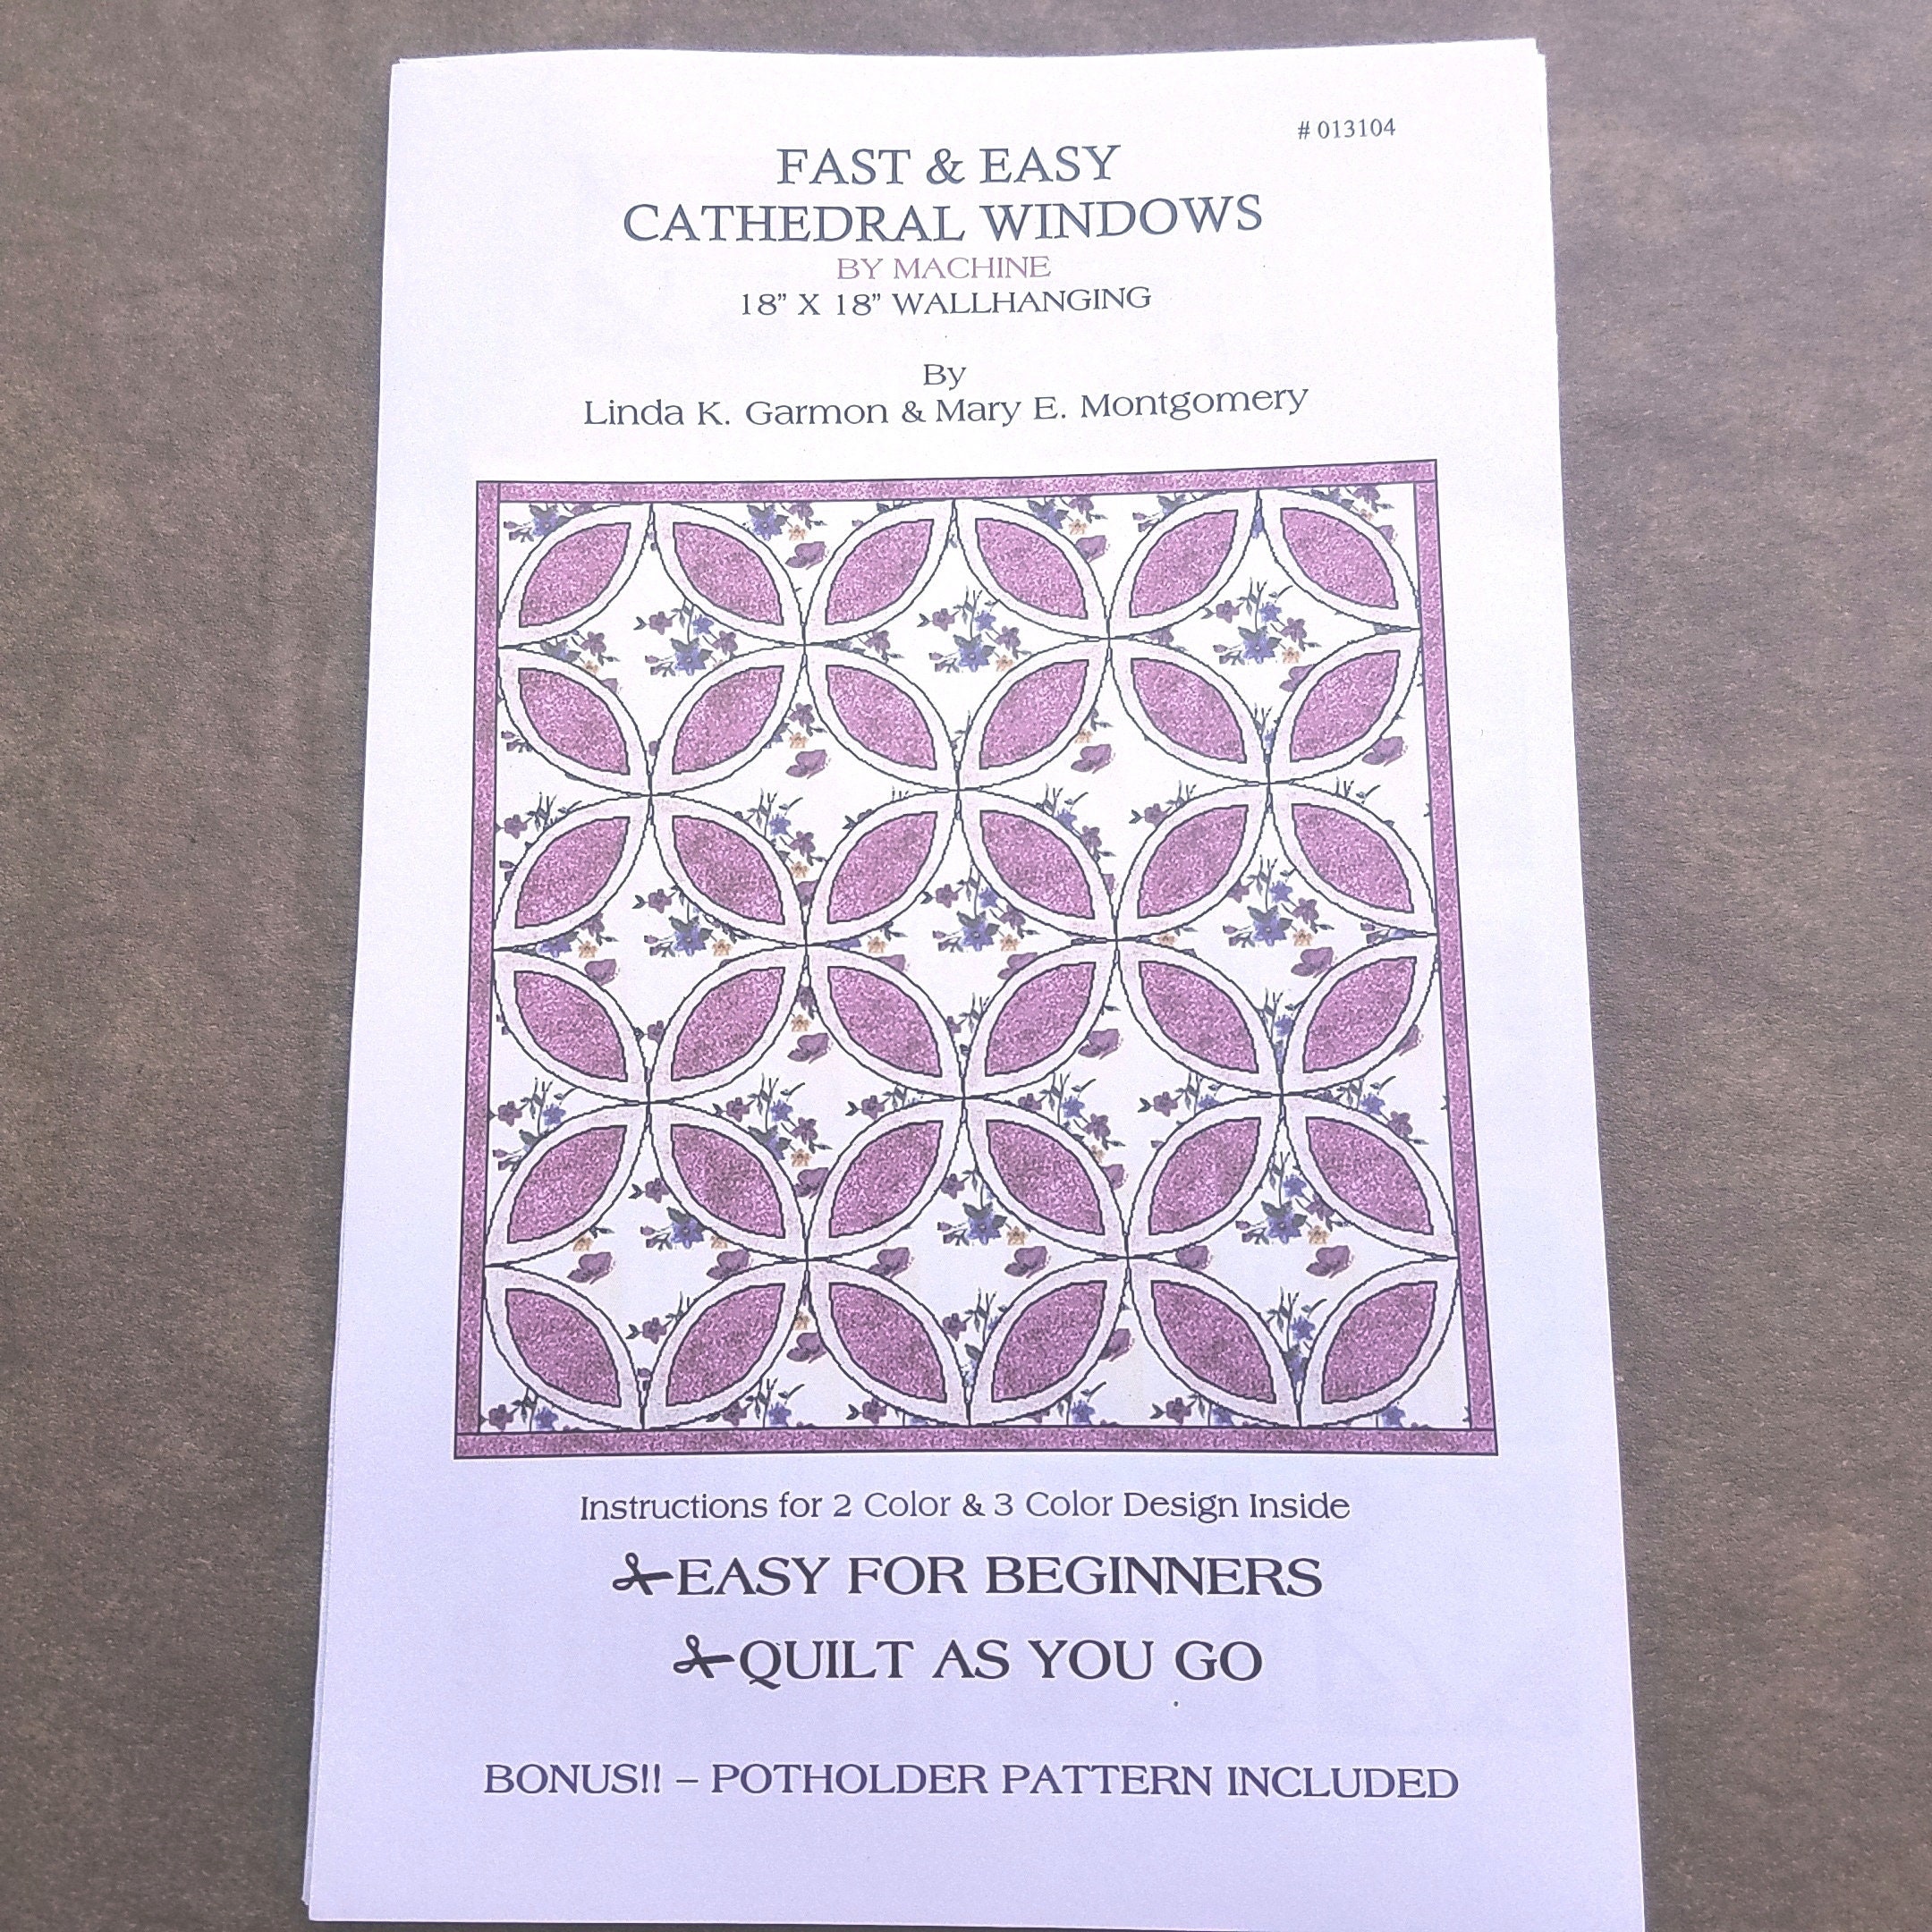 # 013104
FAST & EASY
CATHEDRAL WINDOWS
BY MACHINE
18” X 18” WALLHANGING
By
Linda K. Garmon & Mary E. Montgomery
Instructions for 2 Color & 3 Color Design Inside
EASY FOR BEGINNERS
QUILT AS YOU GO
BONUS!! – POTHOLDER PATTERN INCLUDED